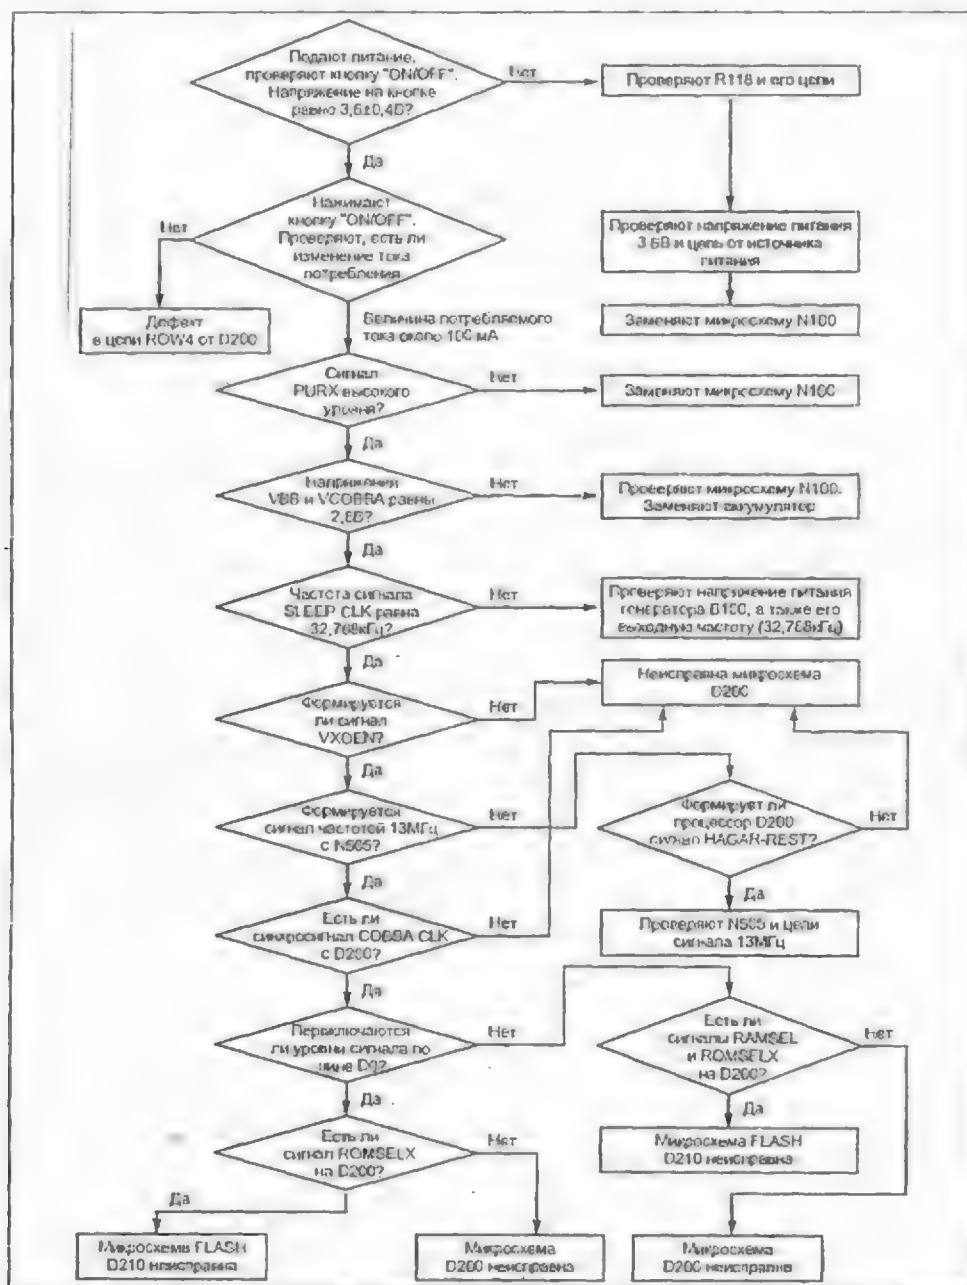 Подают питание,
проверяют кнопку "ON/OFF".
Напряжение на кнопке
равно 3,6±0,4В?
Нет
Проверяют R118 и его цепи
Да
Нажимают
кнопку "ON/OFF".
Проверяют, есть ли
изменение тока
потребления
Нет
Проверяют напряжение питания
3.6В и цепь от источника
питания
Дефект
в цепи ROW4 от D200
Величина потребляемого
тока около 100 мА
Заменяют микросхему N100
Сигнал
PURX высокого
уровня?
Нет
Заменяют микросхему N100
Да
Напряжения
VBB и VCOBBA равны
2,8В?
Нет
Проверяют микросхему N100.
Заменяют аккумулятор
Да
Частота сигнала
SLEEP CLK равна
32,768кГц?
Нет
Проверяют напряжение питания
генератора B100, а также его
выходную частоту (32,768кГц)
Да
Формируется
ли сигнал
VXOEN?
Нет
Неисправна микросхема
D200
Да
Формируется
сигнал частотой 13МГц
с N505?
Нет
Формирует ли
процессор D200
сигнал HAGAR-REST?
Нет
Да
Да
Проверяют N505 и цепи
сигнала 13МГц
Есть ли
синхросигнал COBBA CLK
с D200?
Нет
Да
Переключаются
ли уровни сигнала по
шине D0?
Нет
Есть ли
сигналы RAMSEL
и ROMSELX
на D200?
Нет
Да
Да
Микросхема FLASH
D210 неисправна
Есть ли
сигнал ROMSELX
на D200?
Нет
Да
Микросхема FLASH
D210 неисправна
Микросхема
D200 неисправна
Микросхема
D200 неисправна